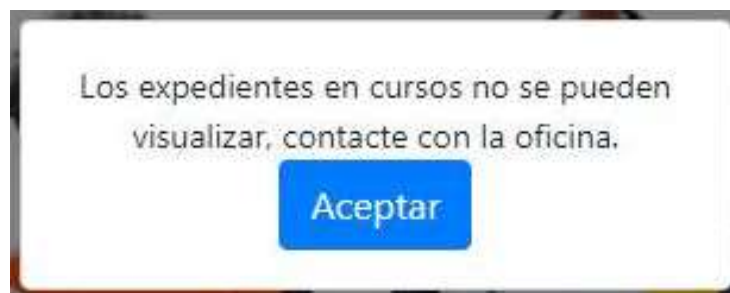 Los expedientes en cursos no se pueden
visualizar, contacte con la oficina.
Aceptar